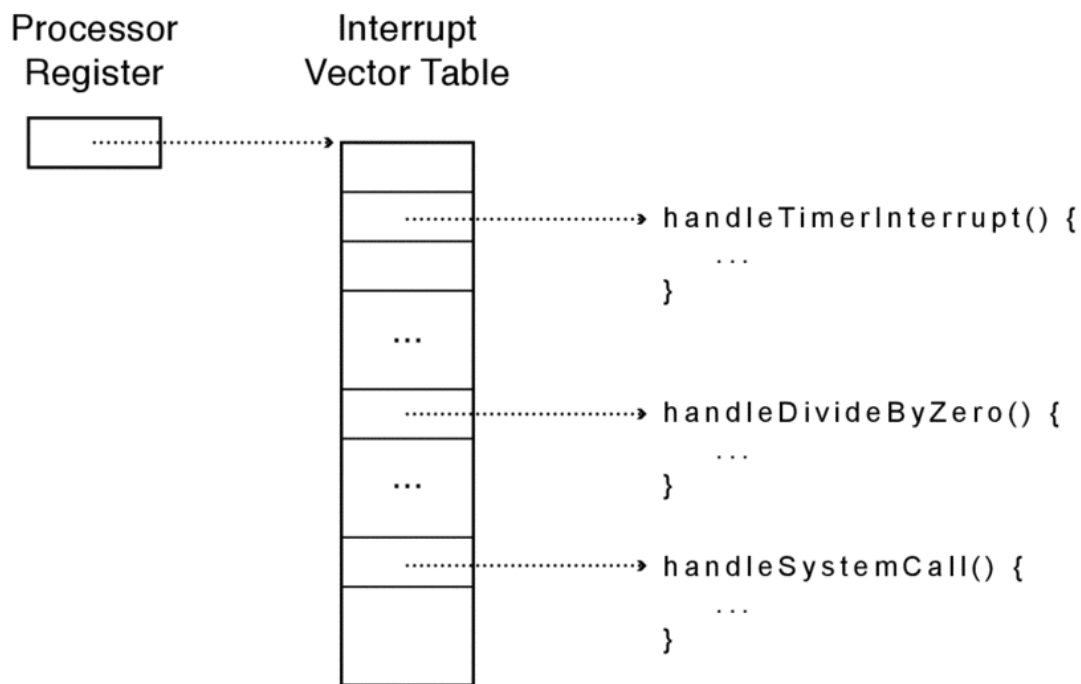 Processor
Register
Interrupt
Vector Table
handleTimerInterrupt() {
...
}
...
handleDivideByZero() {
...
}
...
handleSystemCall() {
...
}